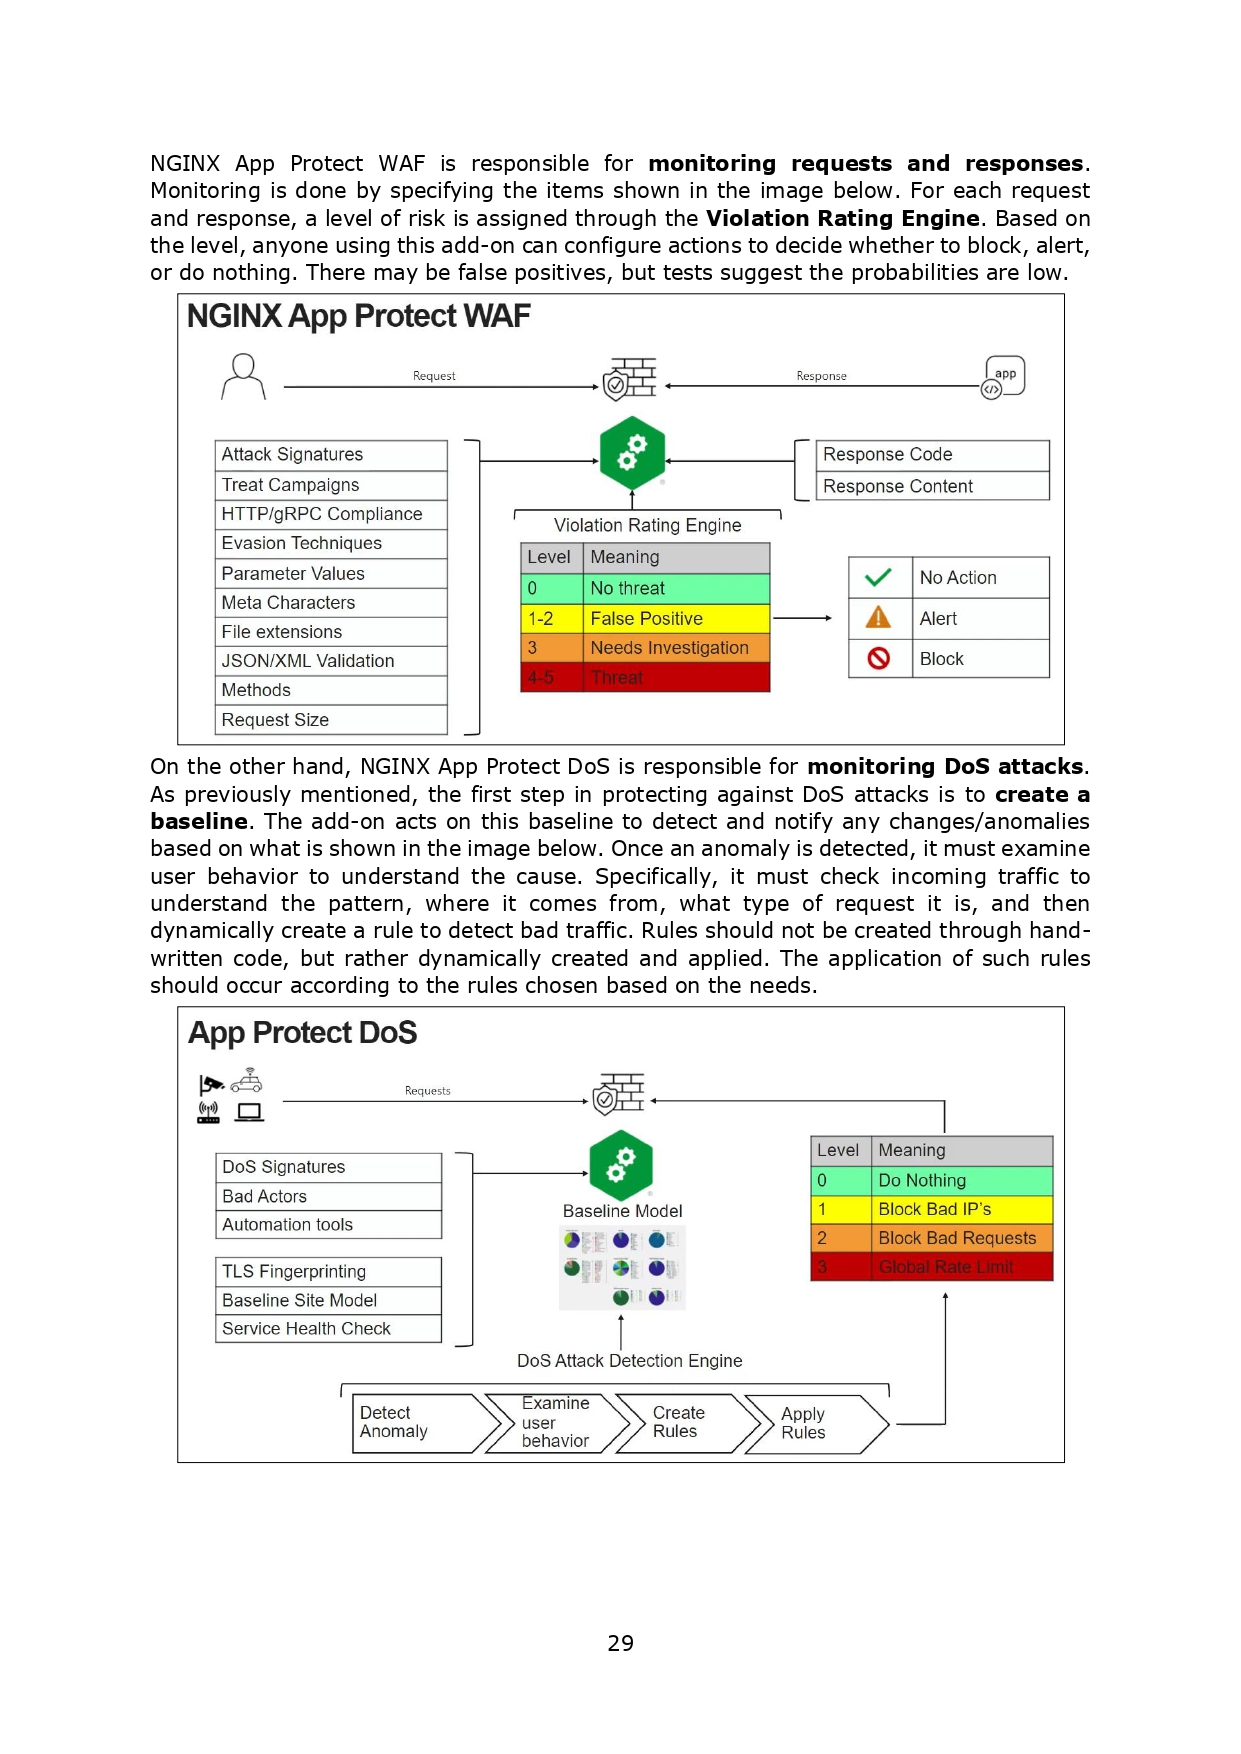 NGINX App Protect WAF is responsible for monitoring requests and responses.
Monitoring is done by specifying the items shown in the image below. For each request
and response, a level of risk is assigned through the Violation Rating Engine. Based on
the level, anyone using this add-on can configure actions to decide whether to block, alert,
or do nothing. There may be false positives, but tests suggest the probabilities are low.
NGINX App Protect WAF
Request
Response
app
</>
Attack Signatures
Treat Campaigns
HTTP/gRPC Compliance
Evasion Techniques
Parameter Values
Meta Characters
File extensions
JSON/XML Validation
Methods
Request Size
Response Code
Response Content
Violation Rating Engine
Level Meaning
0 No threat
1-2 False Positive
3 Needs Investigation
4-5 Threat
No Action
Alert
Block
On the other hand, NGINX App Protect DoS is responsible for monitoring DoS attacks.
As previously mentioned, the first step in protecting against DoS attacks is to create a
baseline. The add-on acts on this baseline to detect and notify any changes/anomalies
based on what is shown in the image below. Once an anomaly is detected, it must examine
user behavior to understand the cause. Specifically, it must check incoming traffic to
understand the pattern, where it comes from, what type of request it is, and then
dynamically create a rule to detect bad traffic. Rules should not be created through hand-
written code, but rather dynamically created and applied. The application of such rules
should occur according to the rules chosen based on the needs.
App Protect DoS
Requests
DoS Signatures
Bad Actors
Automation tools
TLS Fingerprinting
Baseline Site Model
Service Health Check
Baseline Model
Level Meaning
0 Do Nothing
1 Block Bad IP's
2 Block Bad Requests
3 Global Rate Limit
DoS Attack Detection Engine
Detect
Anomaly
Examine
user
behavior
Create
Rules
Apply
Rules
29